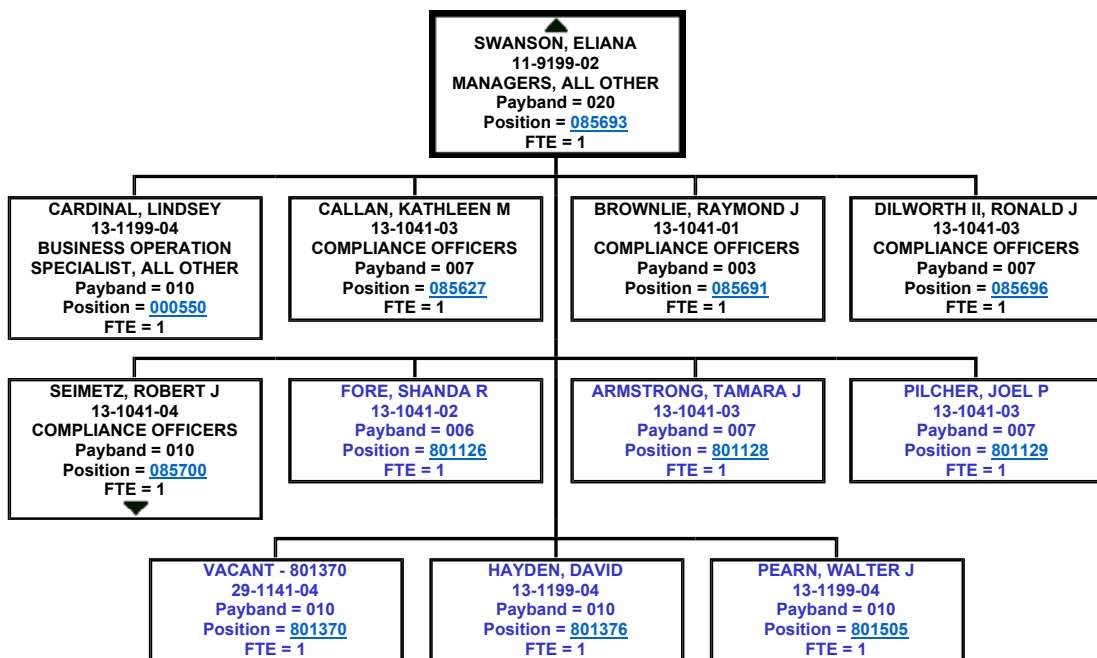 SWANSON, ELIANA
11-9199-02
MANAGERS, ALL OTHER
Payband = 020
Position = 085693
FTE = 1
CARDINAL, LINDSEY
13-1199-04
BUSINESS OPERATION
SPECIALIST, ALL OTHER
Payband = 010
Position = 000550
FTE = 1
CALLAN, KATHLEEN M
13-1041-03
COMPLIANCE OFFICERS
Payband = 007
Position = 085627
FTE = 1
BROWNLIE, RAYMOND J
13-1041-01
COMPLIANCE OFFICERS
Payband = 003
Position = 085691
FTE = 1
DILWORTH II, RONALD J
13-1041-03
COMPLIANCE OFFICERS
Payband = 007
Position = 085696
FTE = 1
SEIMETZ, ROBERT J
13-1041-04
COMPLIANCE OFFICERS
Payband = 010
Position = 085700
FTE = 1
FORE, SHANDA R
13-1041-02
Payband = 006
Position = 801126
FTE = 1
ARMSTRONG, TAMARA J
13-1041-03
Payband = 007
Position = 801128
FTE = 1
PILCHER, JOEL P
13-1041-03
Payband = 007
Position = 801129
FTE = 1
VACANT - 801370
29-1141-04
Payband = 010
Position = 801370
FTE = 1
HAYDEN, DAVID
13-1199-04
Payband = 010
Position = 801376
FTE = 1
PEARN, WALTER J
13-1199-04
Payband = 010
Position = 801505
FTE = 1